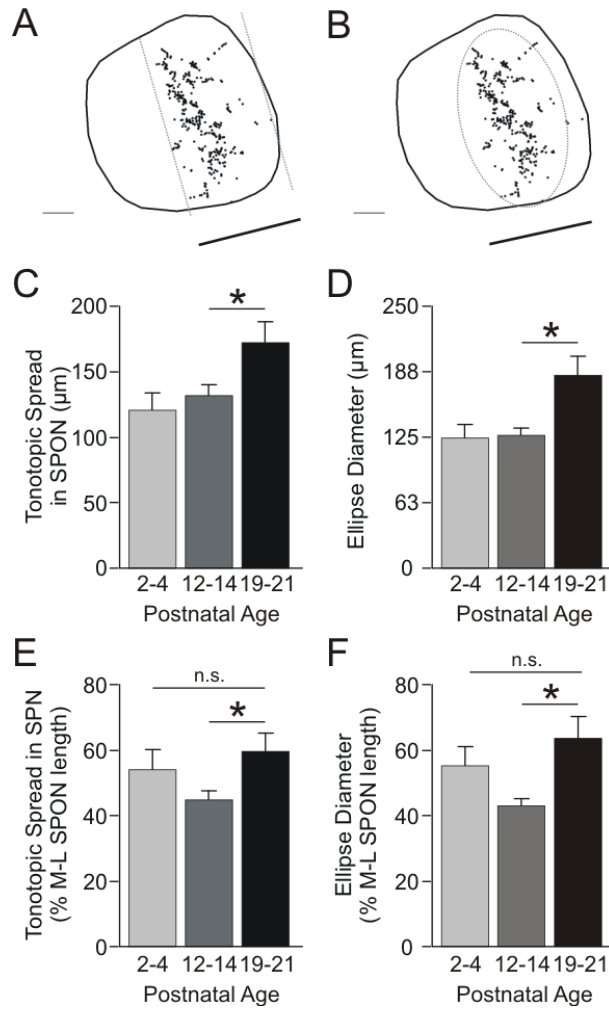 A
B
C
D
*
200
150
100
50
0
Tonotopic Spread
in SPON (µm)
2-4 12-14 19-21
Postnatal Age
*
250
188
125
63
0
Ellipse Diameter (µm)
2-4 12-14 19-21
Postnatal Age
E
F
n.s.
*
80
60
40
20
0
Tonotopic Spread in SPN
(% M-L SPON length)
2-4 12-14 19-21
Postnatal Age
n.s.
*
80
60
40
20
0
Ellipse Diameter
(% M-L SPON length)
2-4 12-14 19-21
Postnatal Age